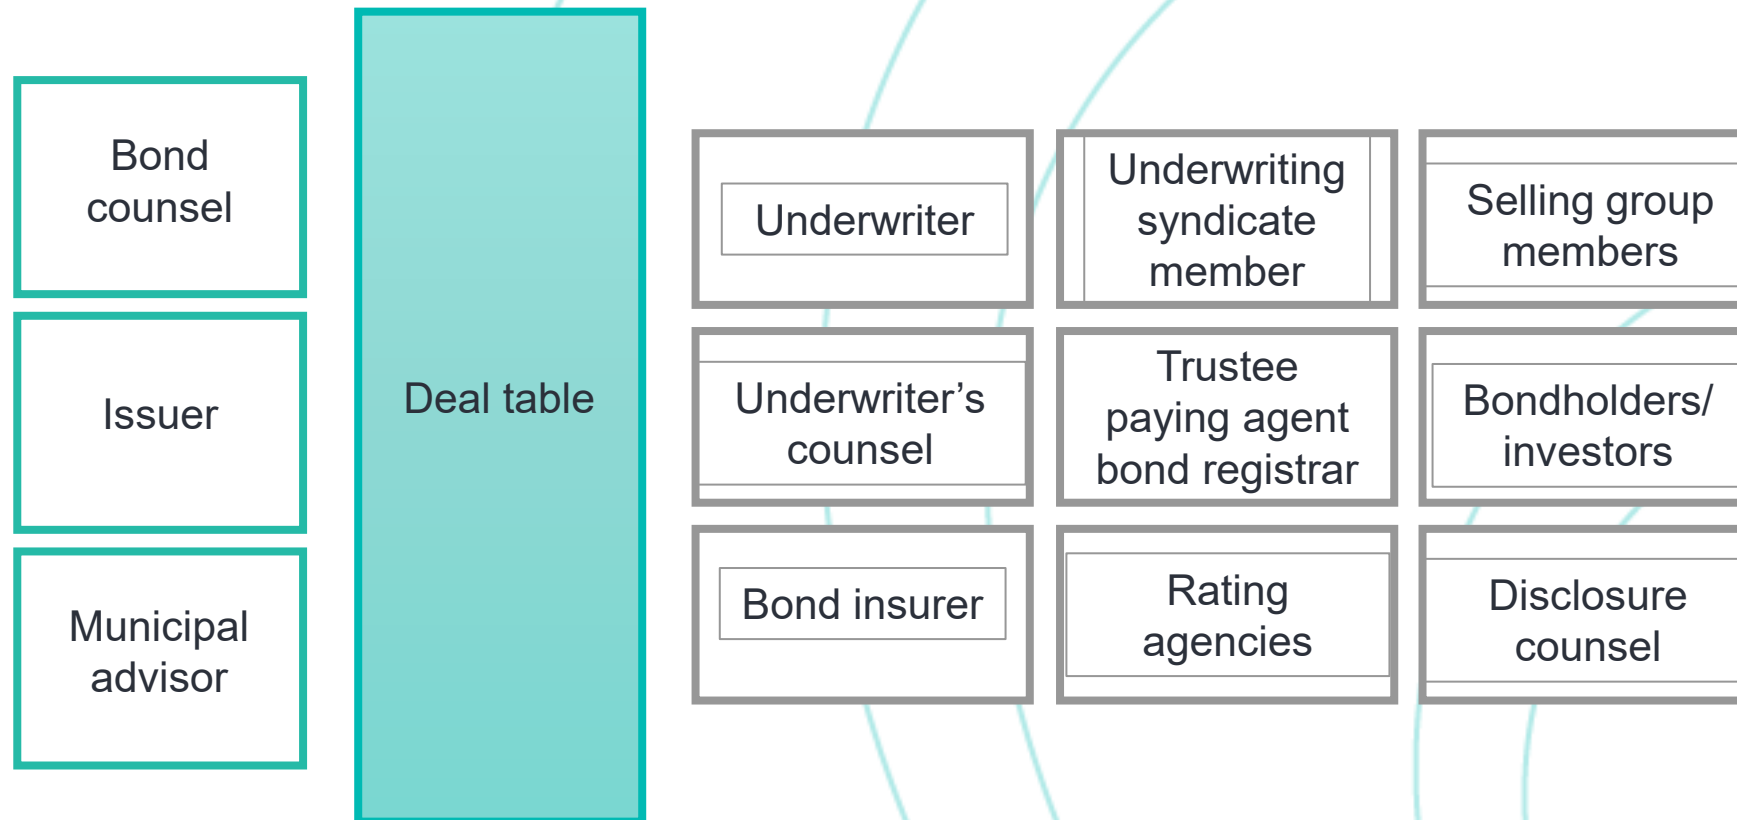 Bond
counsel
Issuer
Municipal
advisor
Deal table
Underwriter
Underwriting
syndicate
member
Selling group
members
Underwriter’s
counsel
Trustee
paying agent
bond registrar
Bondholders/
investors
Bond insurer
Rating
agencies
Disclosure
counsel